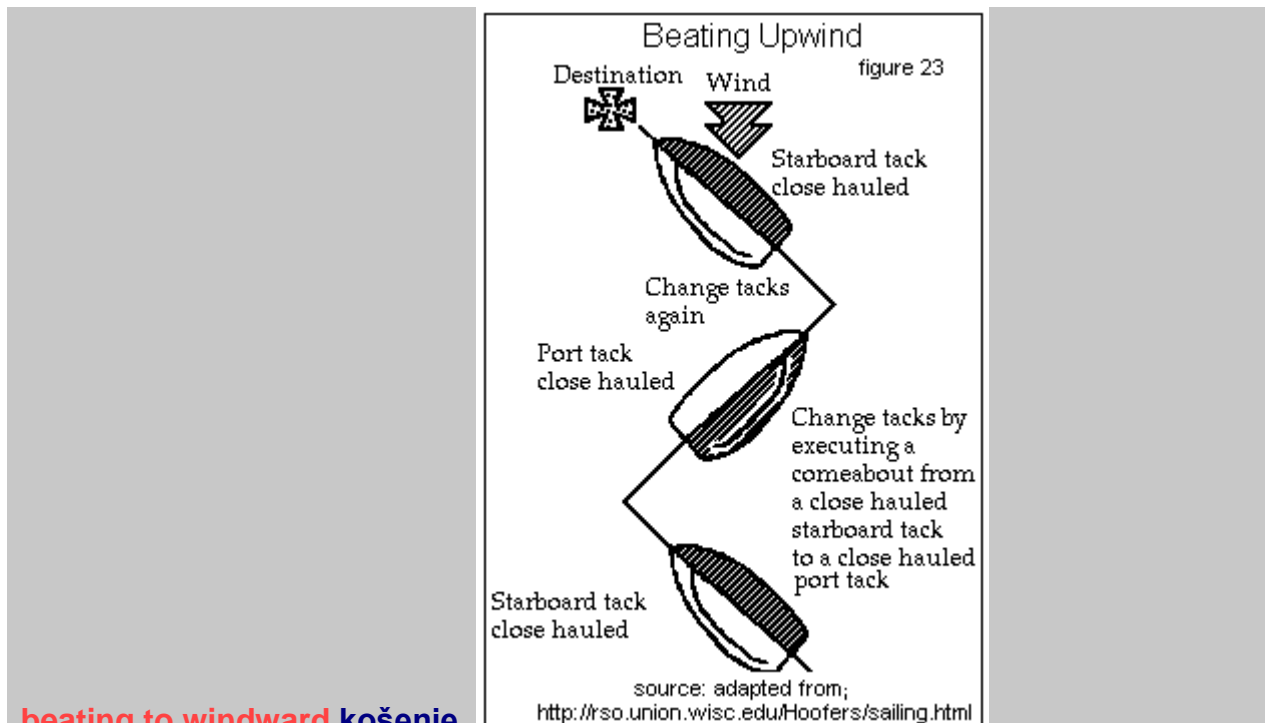 Beating Upwind
figure 23
Destination
Wind
Starboard tack
close hauled
Change tacks
again
Port tack
close hauled
Change tacks by
executing a
comeabout from
a close hauled
starboard tack
to a close hauled
port tack
Starboard tack
close hauled
source: adapted from;
http://rso.union.wisc.edu/Hoofers/sailing.html
beating to windward košenje